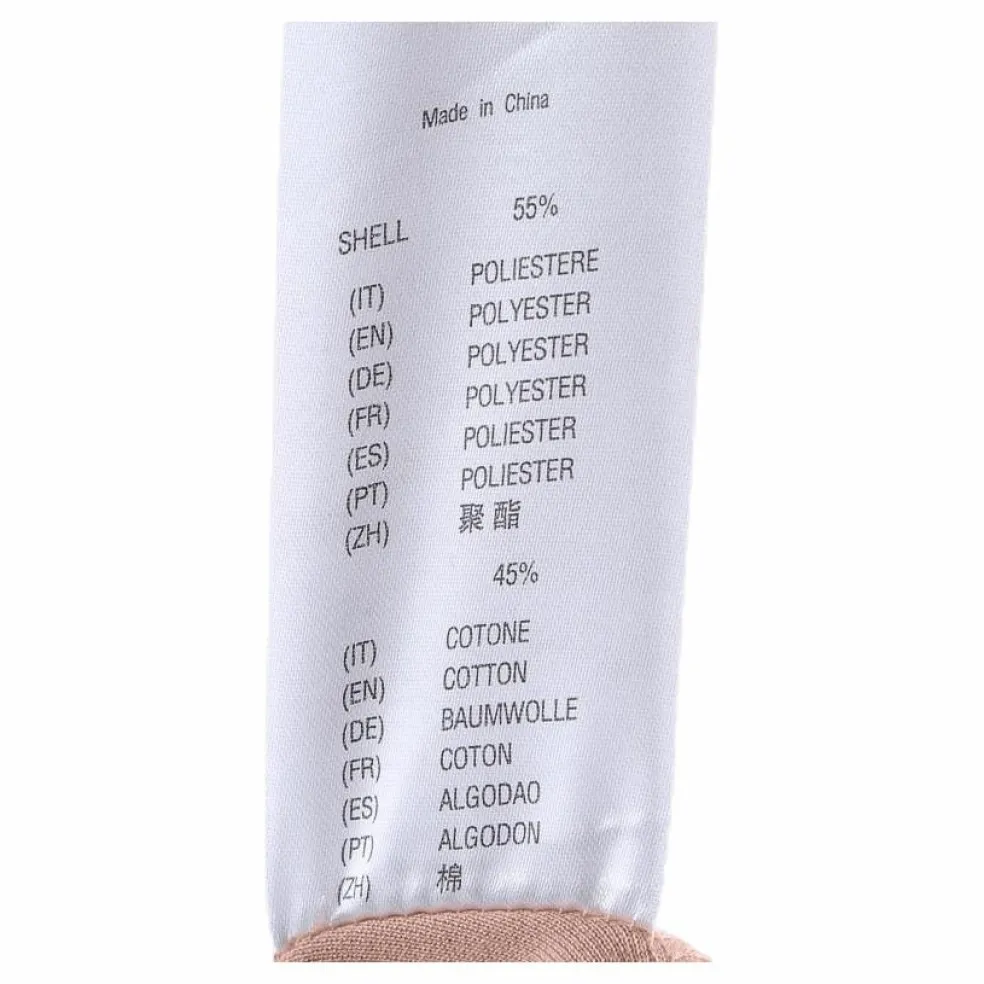 Made in China
55%
SHELL
(IT) POLIESTERE
(EN) POLYESTER
(DE) POLYESTER
(FR) POLYESTER
(ES) POLIESTER
(PT) POLIESTER
(ZH) 聚酯
45%
(IT) COTONE
(EN) COTTON
(DE) BAUMWOLLE
(FR) COTON
(ES) ALGODAO
(PT) ALGODON
(ZH) 棉